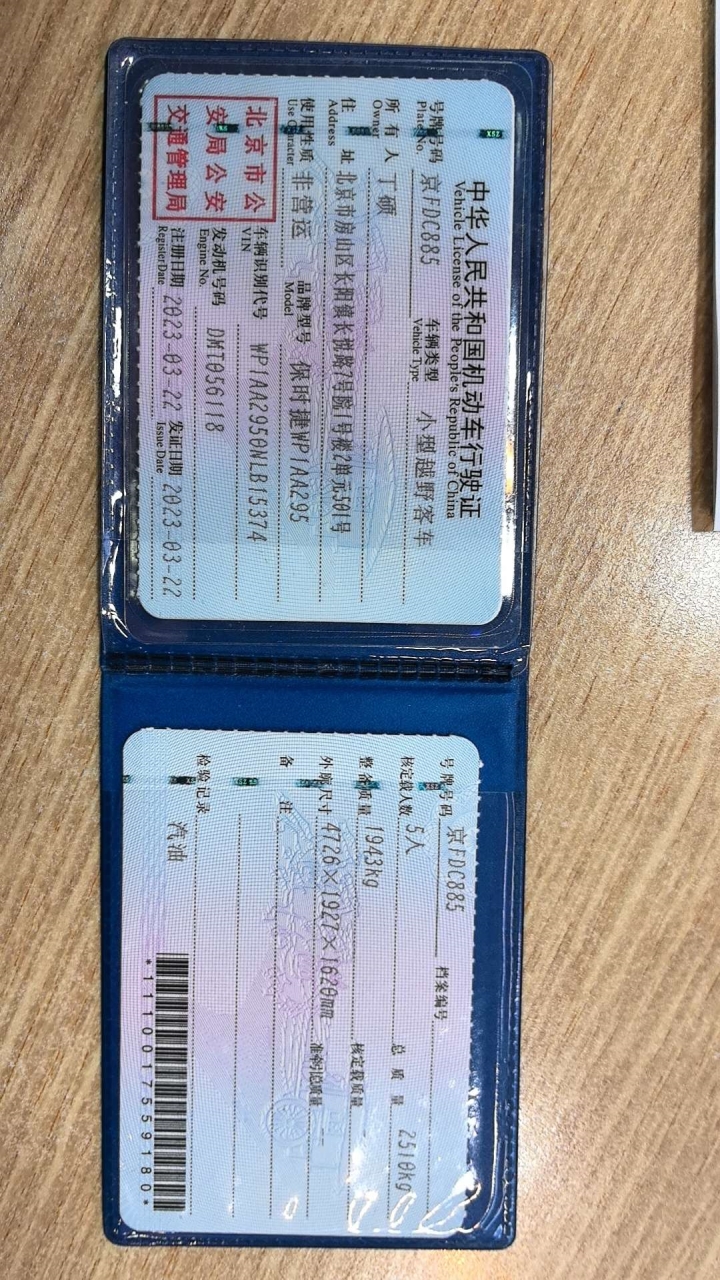 中华人民共和国机动车行驶证
Vehicle License of the People's Republic of China
号牌号码 京FDC885 车辆类型 小型越野客车
Plate No. Vehicle Type
所有人 丁硕
Owner
住址 北京市房山区长阳镇长悦路7号院1号楼2单元501号
Address
使用性质 非营运 品牌型号 保时捷WP1AA295
Use Character Model
北京市公安局公安交通管理局
车辆识别代号 WP1AA2950NLB15374
VIN
发动机号码 DMT056118
Engine No.
注册日期 2023-03-22 发证日期 2023-03-22
Register Date Issue Date
号牌号码 京FDC885 档案编号
核定载人数 5人 总质量 2510kg
整备质量 1943kg 核定载质量 --
外廓尺寸 4726×1927×1620mm 准牵引总质量 --
备注
检验记录
汽油
*1110017559180*